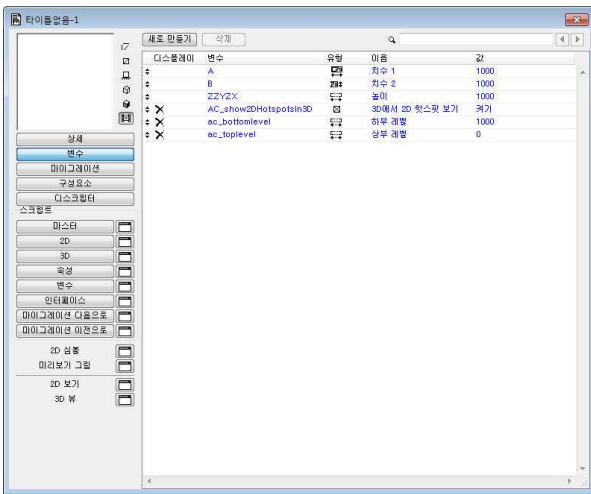 타이틀없음-1
새로 만들기 삭제
디스플레이 변수 유형 이름 값
A 치수 1 1000
B 치수 2 1000
ZZYZX 높이 1000
AC_show2DHotspotsIn3D 3D에서 2D 핫스팟 보기 켜기
ac_bottomlevel 하부 레벨 1000
ac_toplevel 상부 레벨 0
상세
변수
마이그레이션
구성요소
디스크립터
스크립트
마스터
2D
3D
속성
변수
인터페이스
마이그레이션 다음으로
마이그레이션 이전으로
2D 심볼
미리보기 그림
2D 보기
3D 뷰